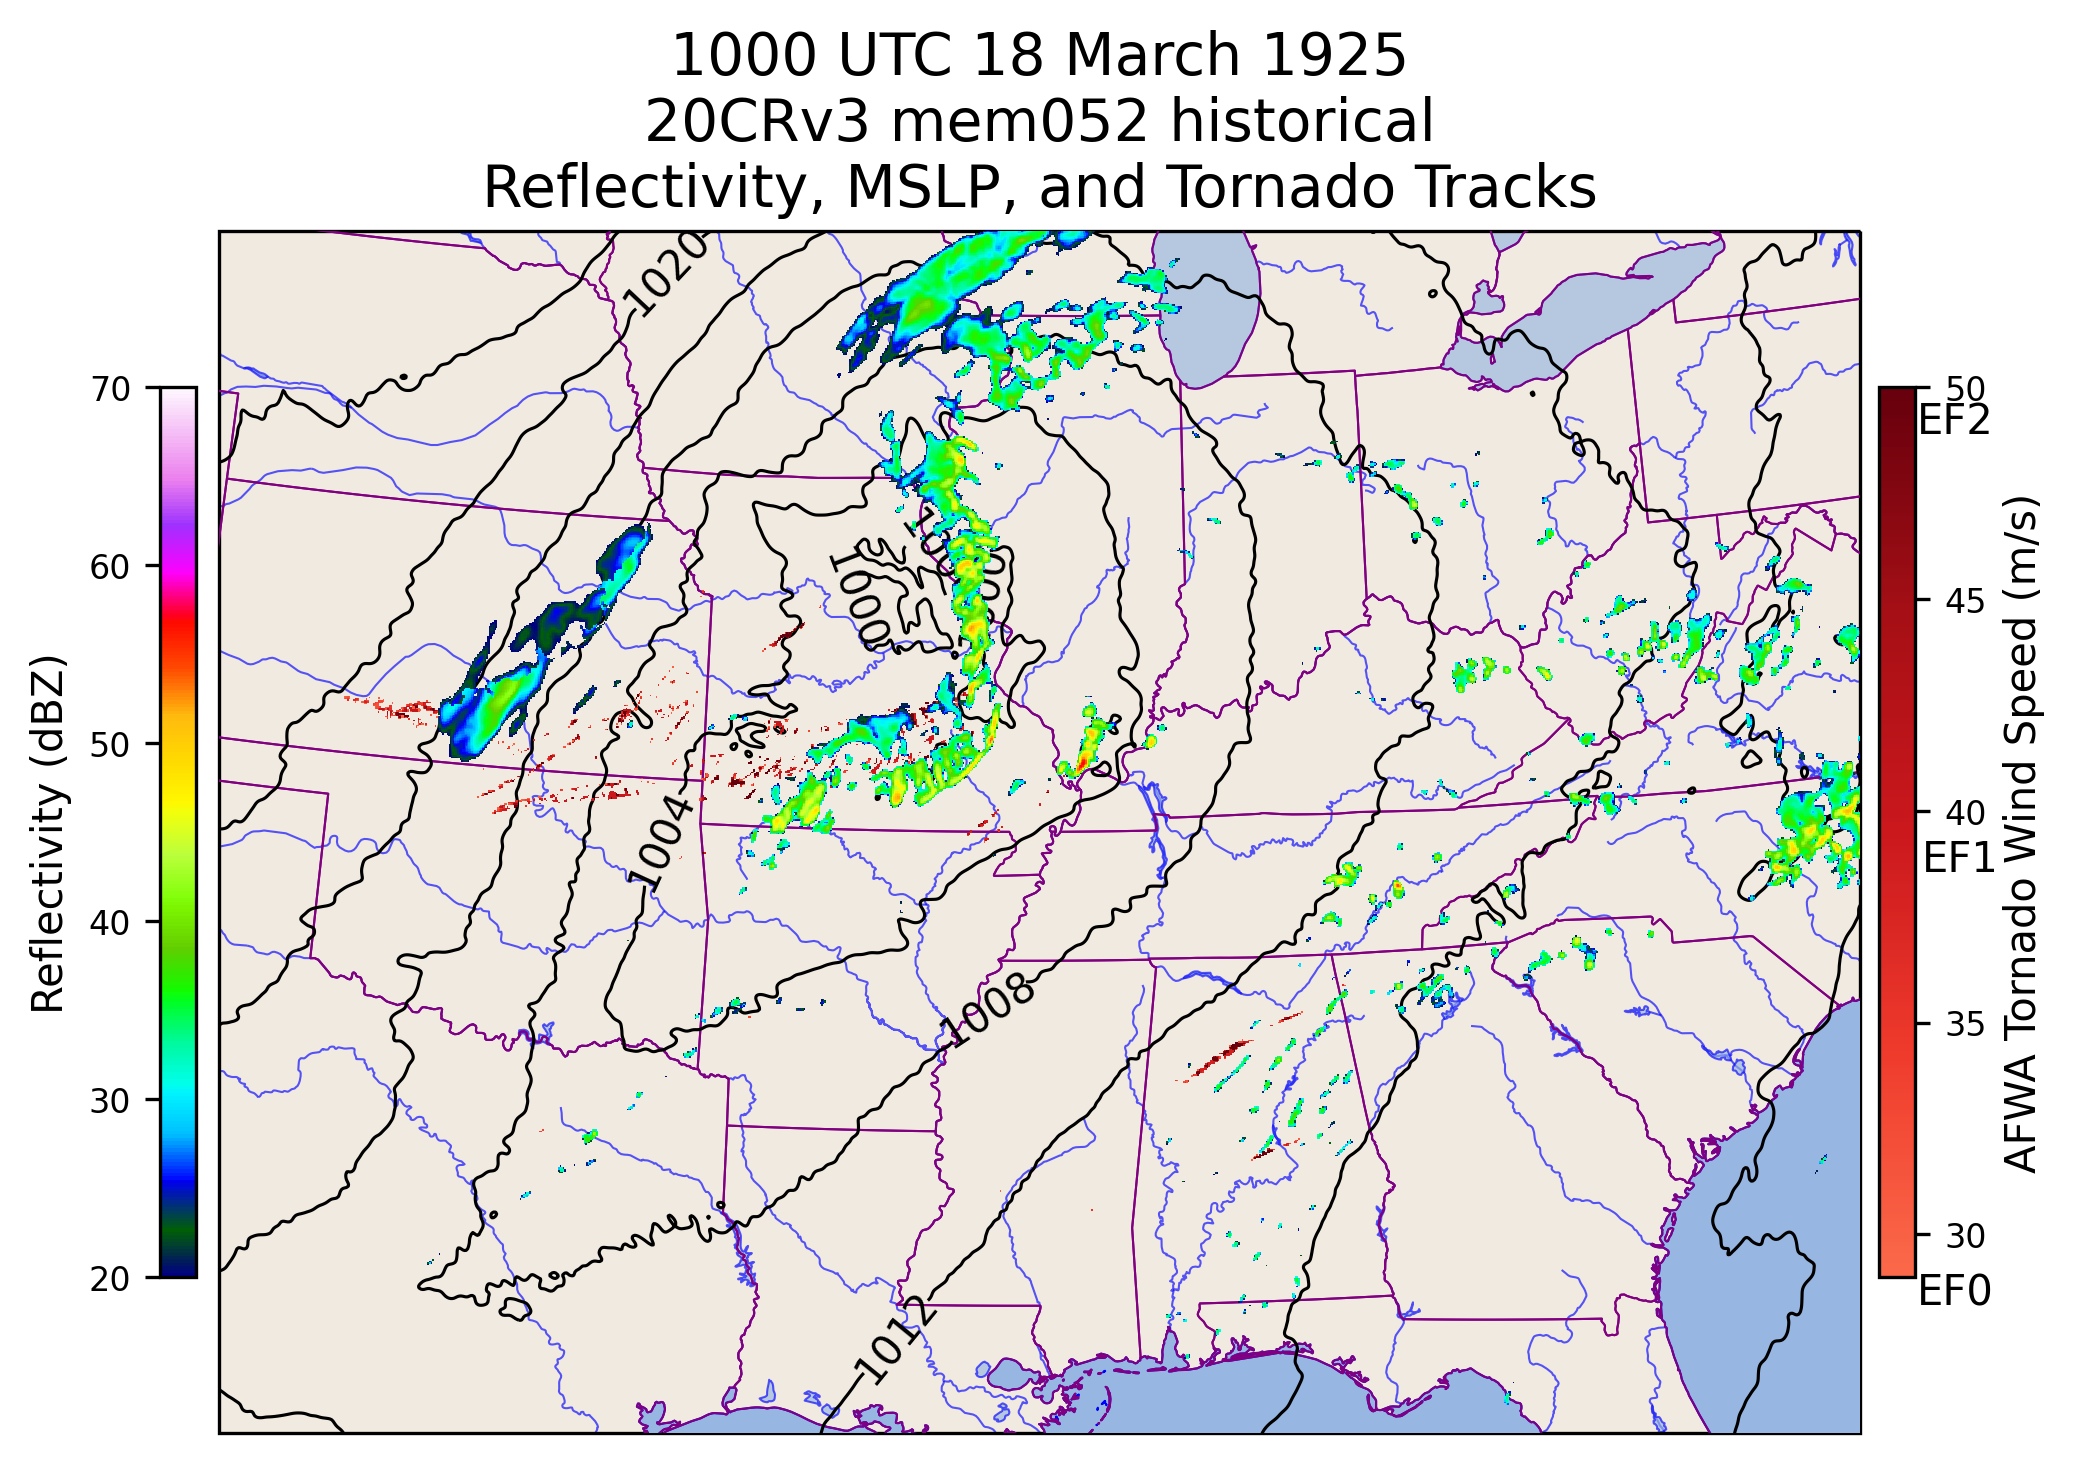 1000 UTC 18 March 1925
20CRv3 mem052 historical
Reflectivity, MSLP, and Tornado Tracks
Reflectivity (dBZ)
70
60
50
40
30
20
1020
1000
1004
1008
1012
50
EF2
45
40
EF1
35
30
EF0
AFWA Tornado Wind Speed (m/s)